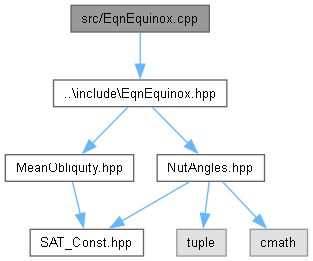 src/EqnEquinox.cpp
..\include\EqnEquinox.hpp
MeanObliquity.hpp
NutAngles.hpp
SAT_Const.hpp
tuple
cmath